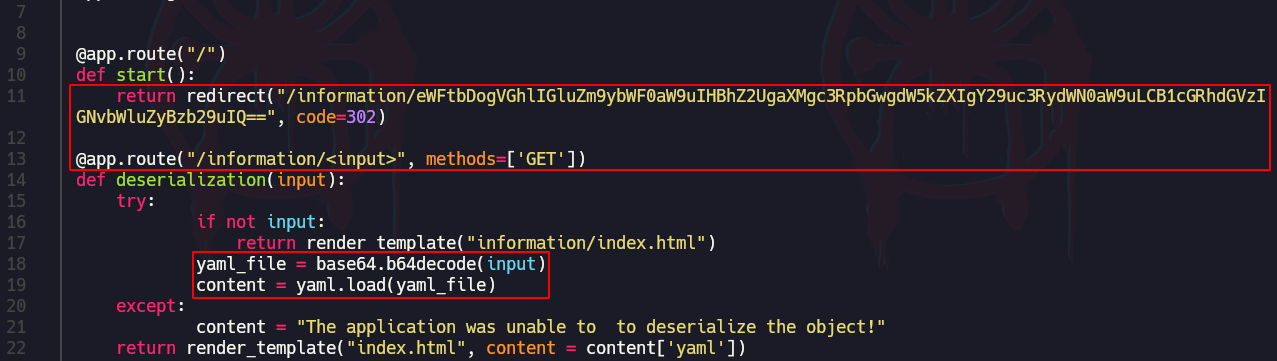 7
8
9 @app.route("/")
10 def start():
11 return redirect("/information/eWFtbDogVGhlIGluZm9ybWF0aW9uIHBhZ2UgaXMgc3RpbGwgdW5kZXIgY29uc3RydWN0aW9uLCB1cGRhdGVzI
GNvbWluZyBzb29uIQ==", code=302)
12
13 @app.route("/information/<input>", methods=['GET'])
14 def deserialization(input):
15 try:
16 if not input:
17 return render_template("information/index.html")
18 yaml_file = base64.b64decode(input)
19 content = yaml.load(yaml_file)
20 except:
21 content = "The application was unable to  to deserialize the object!"
22 return render_template("index.html", content = content['yaml'])